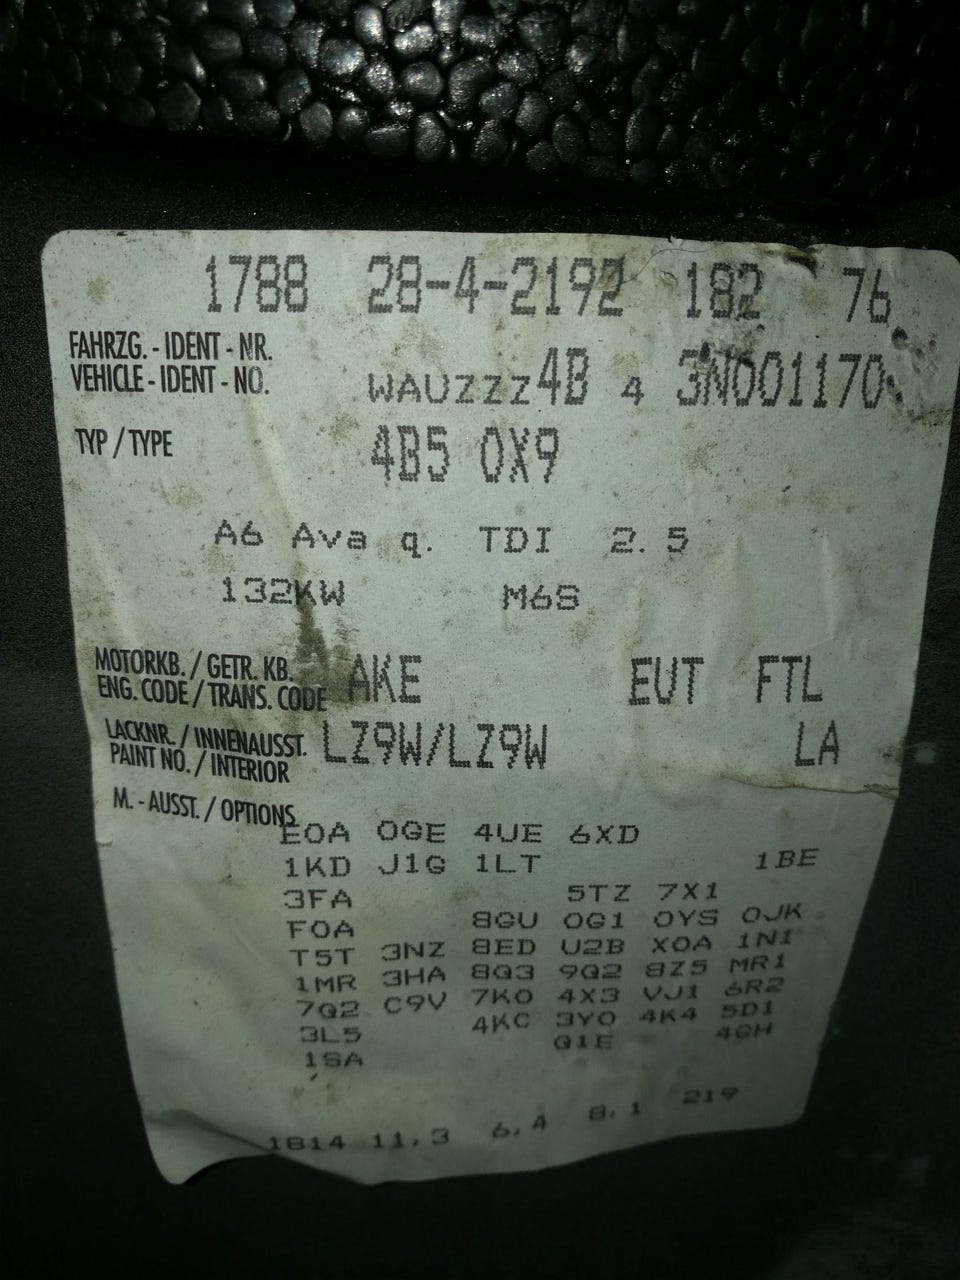 1788 28-4-2192 182 76
FAHRZG. - IDENT - NR.
VEHICLE - IDENT - NO. WAUZZZ4B 4 3N001170
TYP / TYPE 4B5 0X9
A6 Ava q. TDI 2.5
132KW M6S
MOTORKB. / GETR. KB.
ENG. CODE / TRANS. CODE AKE EUT FTL
LACKNR. / INNENAUSST.
PAINT NO. / INTERIOR LZ9W/LZ9W LA
M. - AUSST. / OPTIONS
E0A 0GE 4UE 6XD
1KD J1G 1LT 1BE
3FA 5TZ 7X1
F0A 8GU 0G1 0YS 0JK
T5T 3NZ 8ED U2B X0A 1N1
1MR 3HA 8Q3 9Q2 8Z5 MR1
7Q2 C9V 7K0 4X3 VJ1 6R2
3L5 4KC 3Y0 4K4 5D1
1SA Q1E 4GH
1814 11,3 6,4 8,1 219